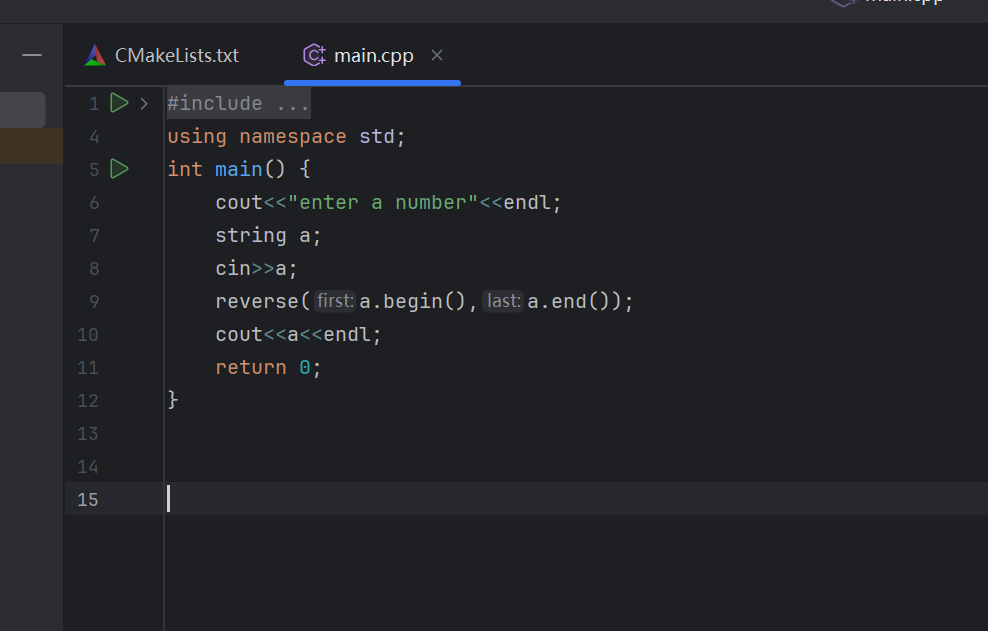 main.cpp
CMakeLists.txt main.cpp
1 #include ...
4 using namespace std;
5 int main() {
6 cout<<"enter a number"<<endl;
7 string a;
8 cin>>a;
9 reverse(first:a.begin(),last:a.end());
10 cout<<a<<endl;
11 return 0;
12 }
13
14
15